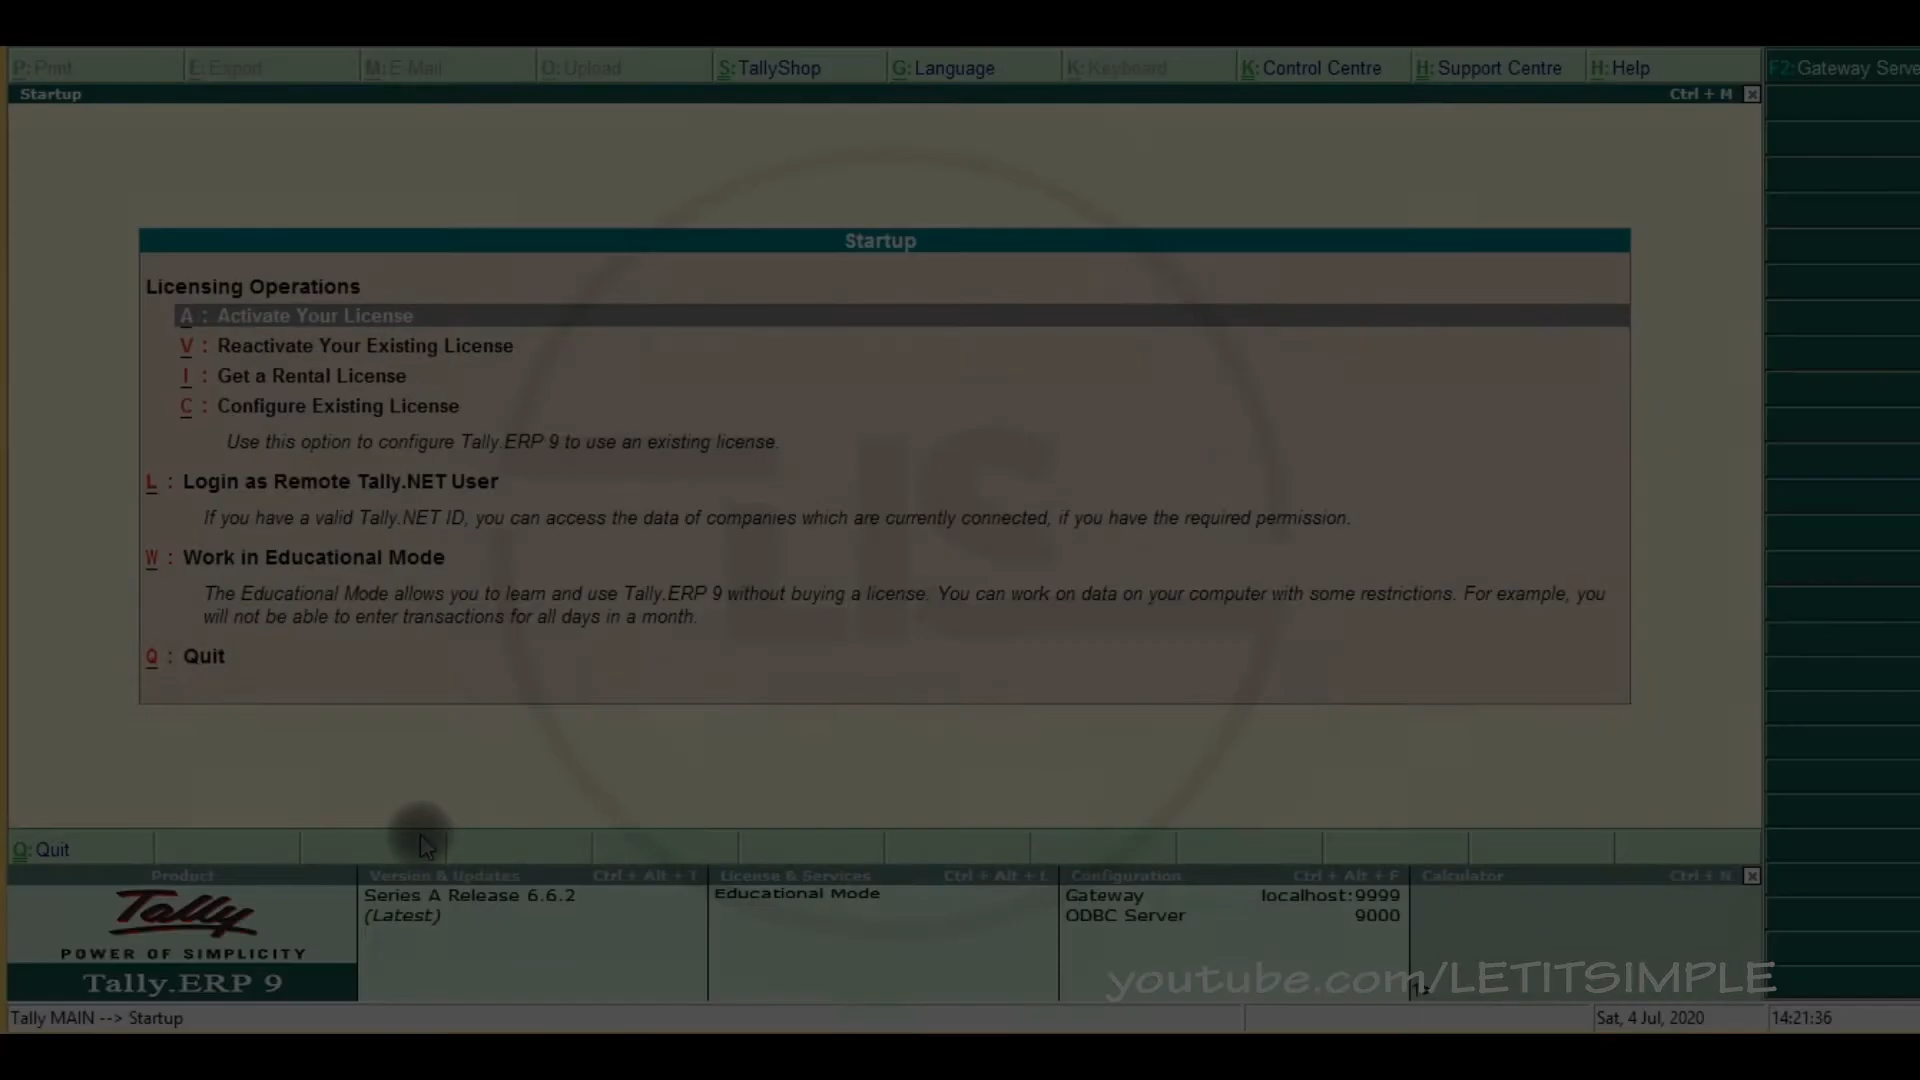 P: Print E: Export M: E-Mail O: Upload S: TallyShop G: Language K: Keyboard K: Control Centre H: Support Centre H: Help F2: Gateway Serve
Startup Ctrl + M
Startup
Licensing Operations
A : Activate Your License
V : Reactivate Your Existing License
I : Get a Rental License
C : Configure Existing License
Use this option to configure Tally.ERP 9 to use an existing license.
L : Login as Remote Tally.NET User
If you have a valid Tally.NET ID, you can access the data of companies which are currently connected, if you have the required permission.
W : Work in Educational Mode
The Educational Mode allows you to learn and use Tally.ERP 9 without buying a license. You can work on data on your computer with some restrictions. For example, you
will not be able to enter transactions for all days in a month.
Q : Quit
LIS
Q: Quit
Product Version & Updates Ctrl + Alt + T License & Services Ctrl + Alt + L Configuration Ctrl + Alt + F Calculator Ctrl + N
Tally
POWER OF SIMPLICITY
Tally.ERP 9
Series A Release 6.6.2
(Latest)
Educational Mode
Gateway localhost:9999
ODBC Server 9000
1>
youtube.com/LETITSIMPLE
Tally MAIN --> Startup Sat, 4 Jul, 2020 14:21:36